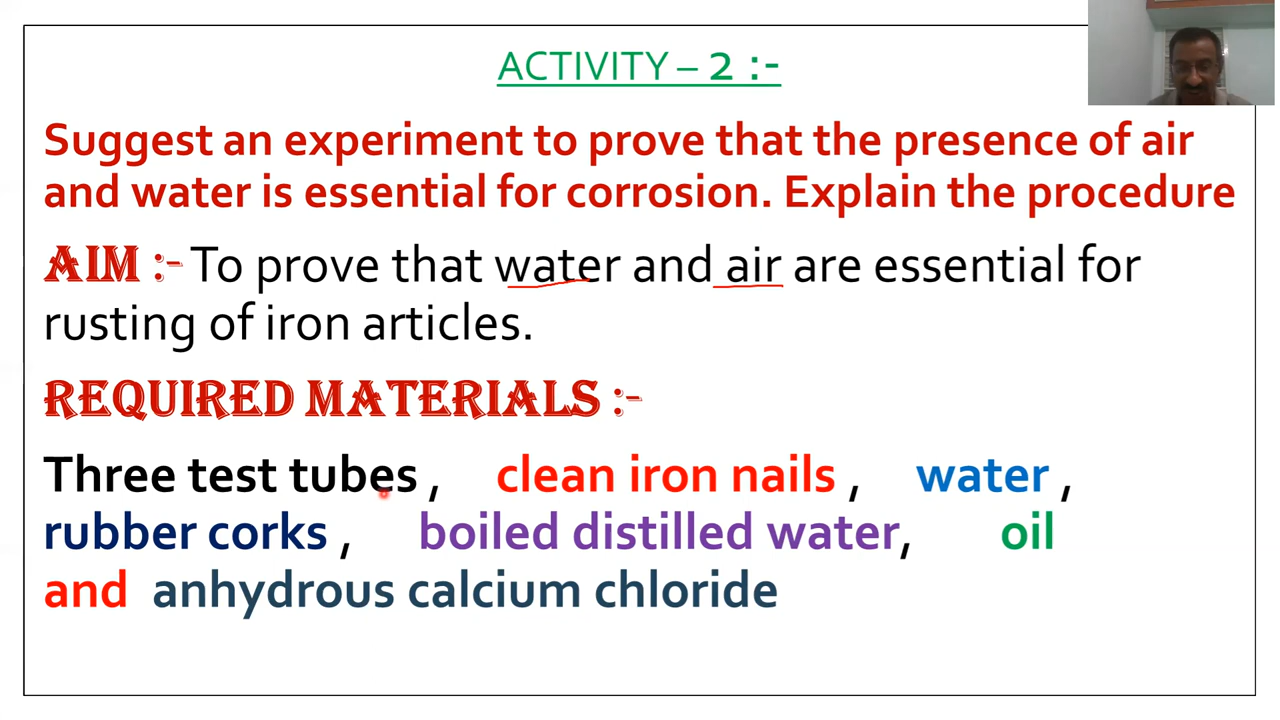 ACTIVITY – 2 :-
Suggest an experiment to prove that the presence of air
and water is essential for corrosion. Explain the procedure
AIM :- To prove that water and air are essential for
rusting of iron articles.
REQUIRED MATERIALS :-
Three test tubes , clean iron nails , water ,
rubber corks , boiled distilled water, oil
and anhydrous calcium chloride